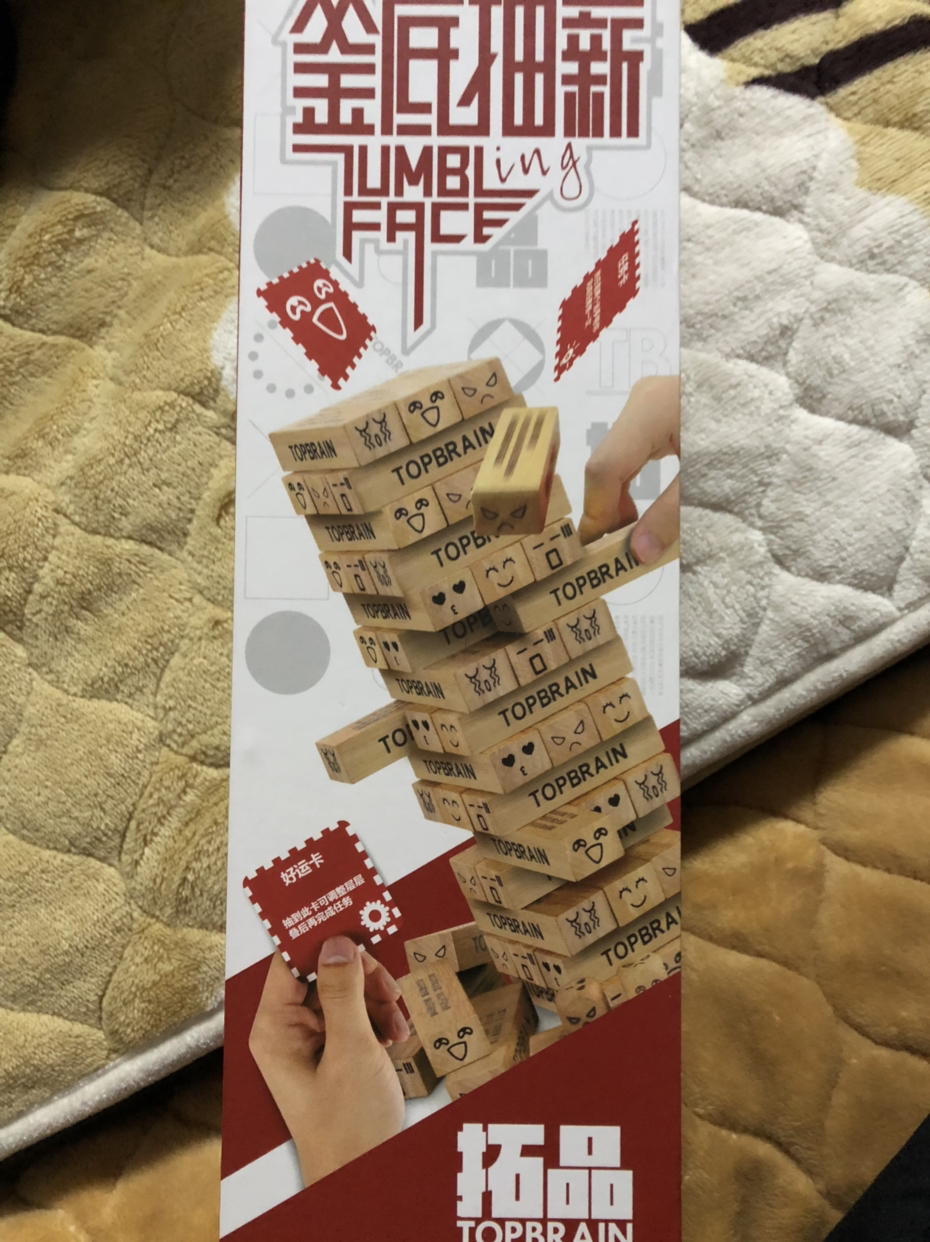 釜底抽新
TUMBLing
FACE
TOPBRAIN
TOPBRAIN
TOPBRAIN
TOPBRAIN
TOPBRAIN
TOPBRAIN
TOPBRAIN
TOPBRAIN
TOPBRAIN
TOPBRAIN
好运卡
抽到此卡可调整层层
叠后再完成任务
TOPBRAIN
拓品
TOPBRAIN